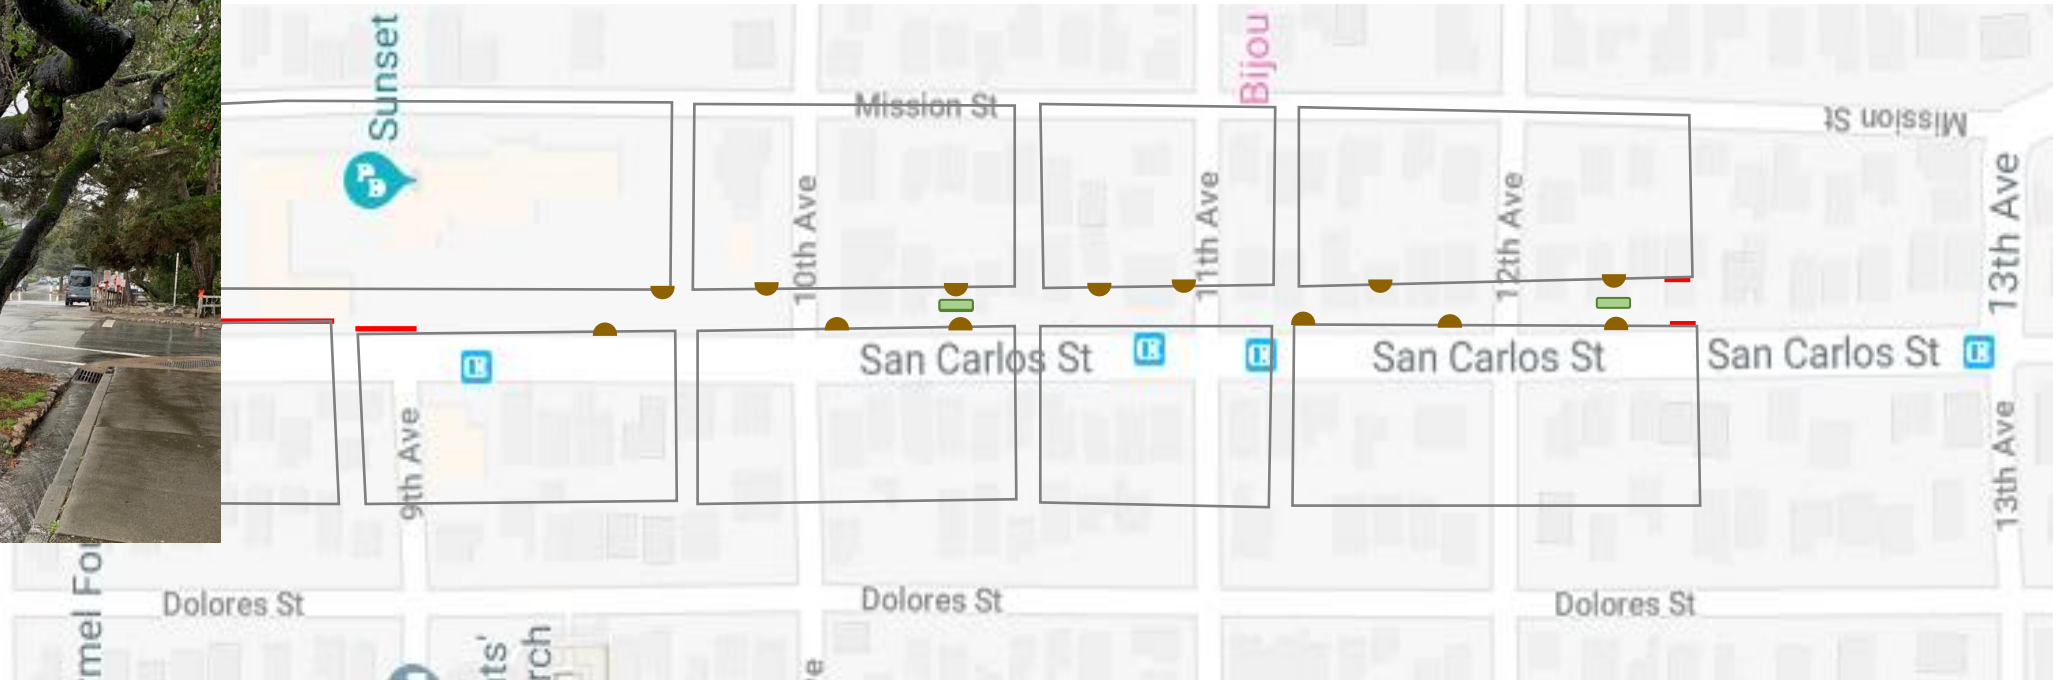 Sunset
Bijou
Mission St
Mission St
10th Ave
11th Ave
12th Ave
13th Ave
San Carlos St
San Carlos St
San Carlos St
9th Ave
13th Ave
Dolores St
Dolores St
Dolores St